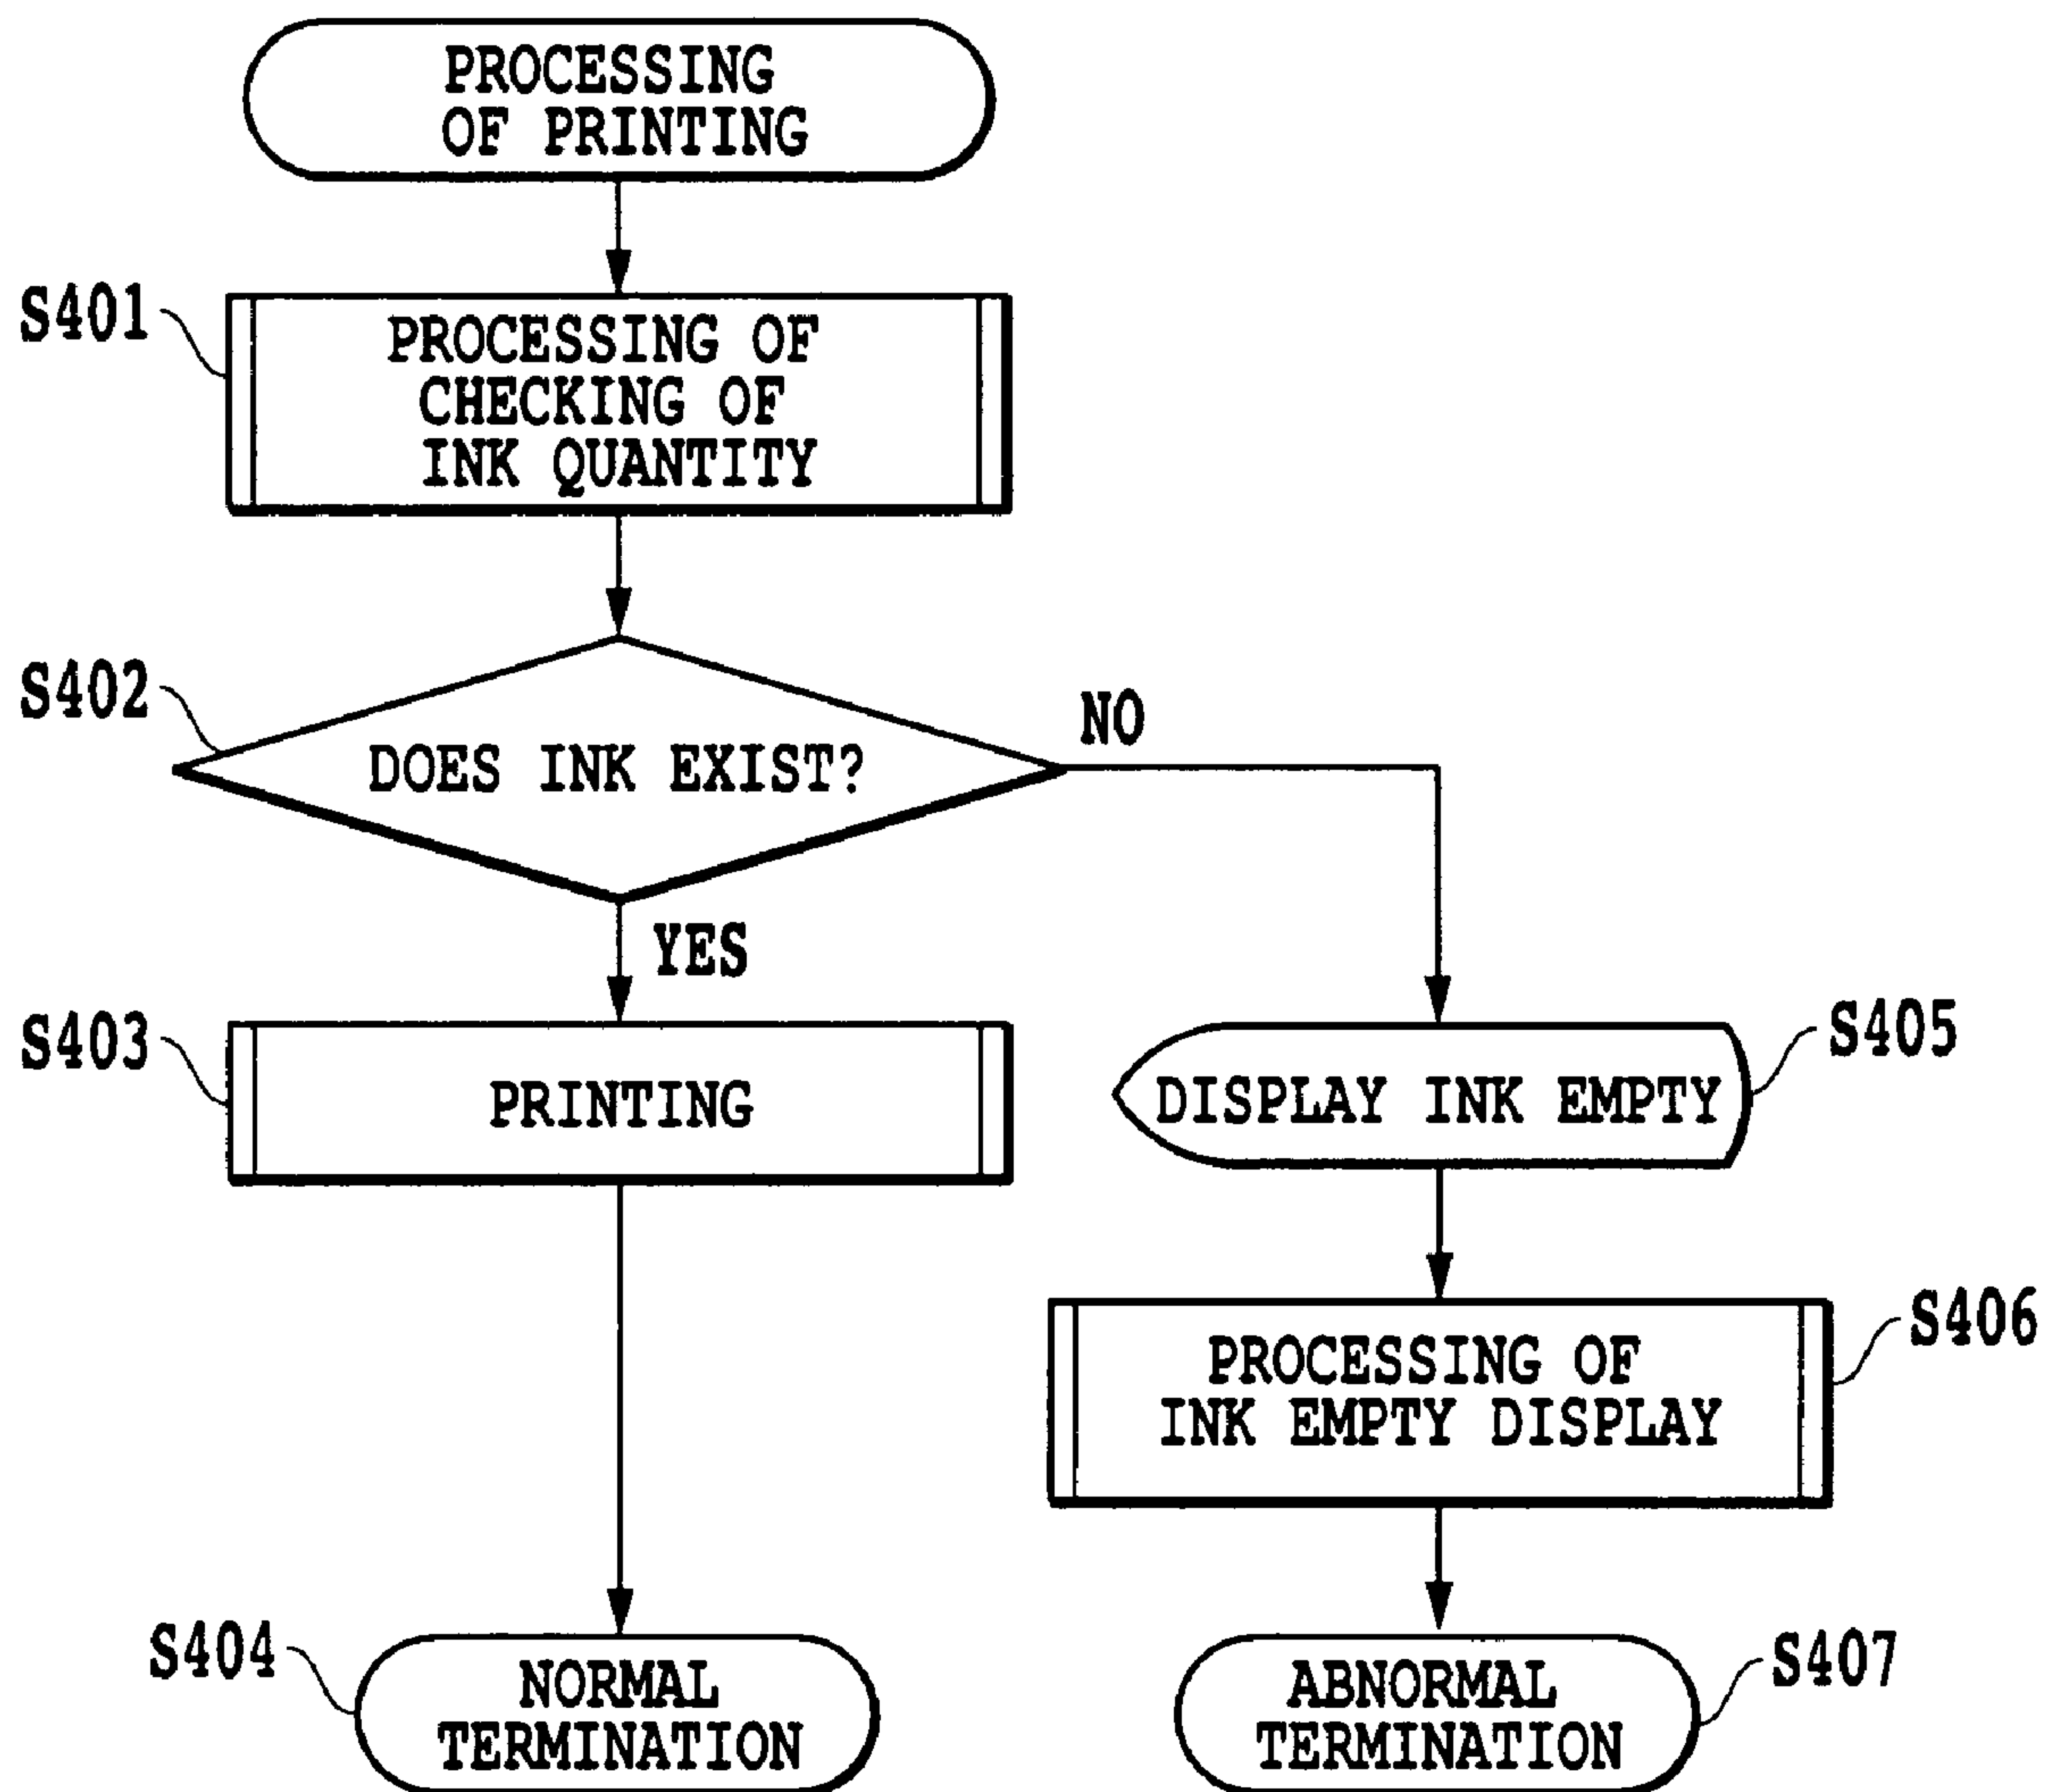 PROCESSING
OF PRINTING
S401
PROCESSING OF
CHECKING OF
INK QUANTITY
S402
DOES INK EXIST?
NO
YES
S403
PRINTING
DISPLAY INK EMPTY
S405
PROCESSING OF
INK EMPTY DISPLAY
S406
S404
NORMAL
TERMINATION
ABNORMAL
TERMINATION
S407